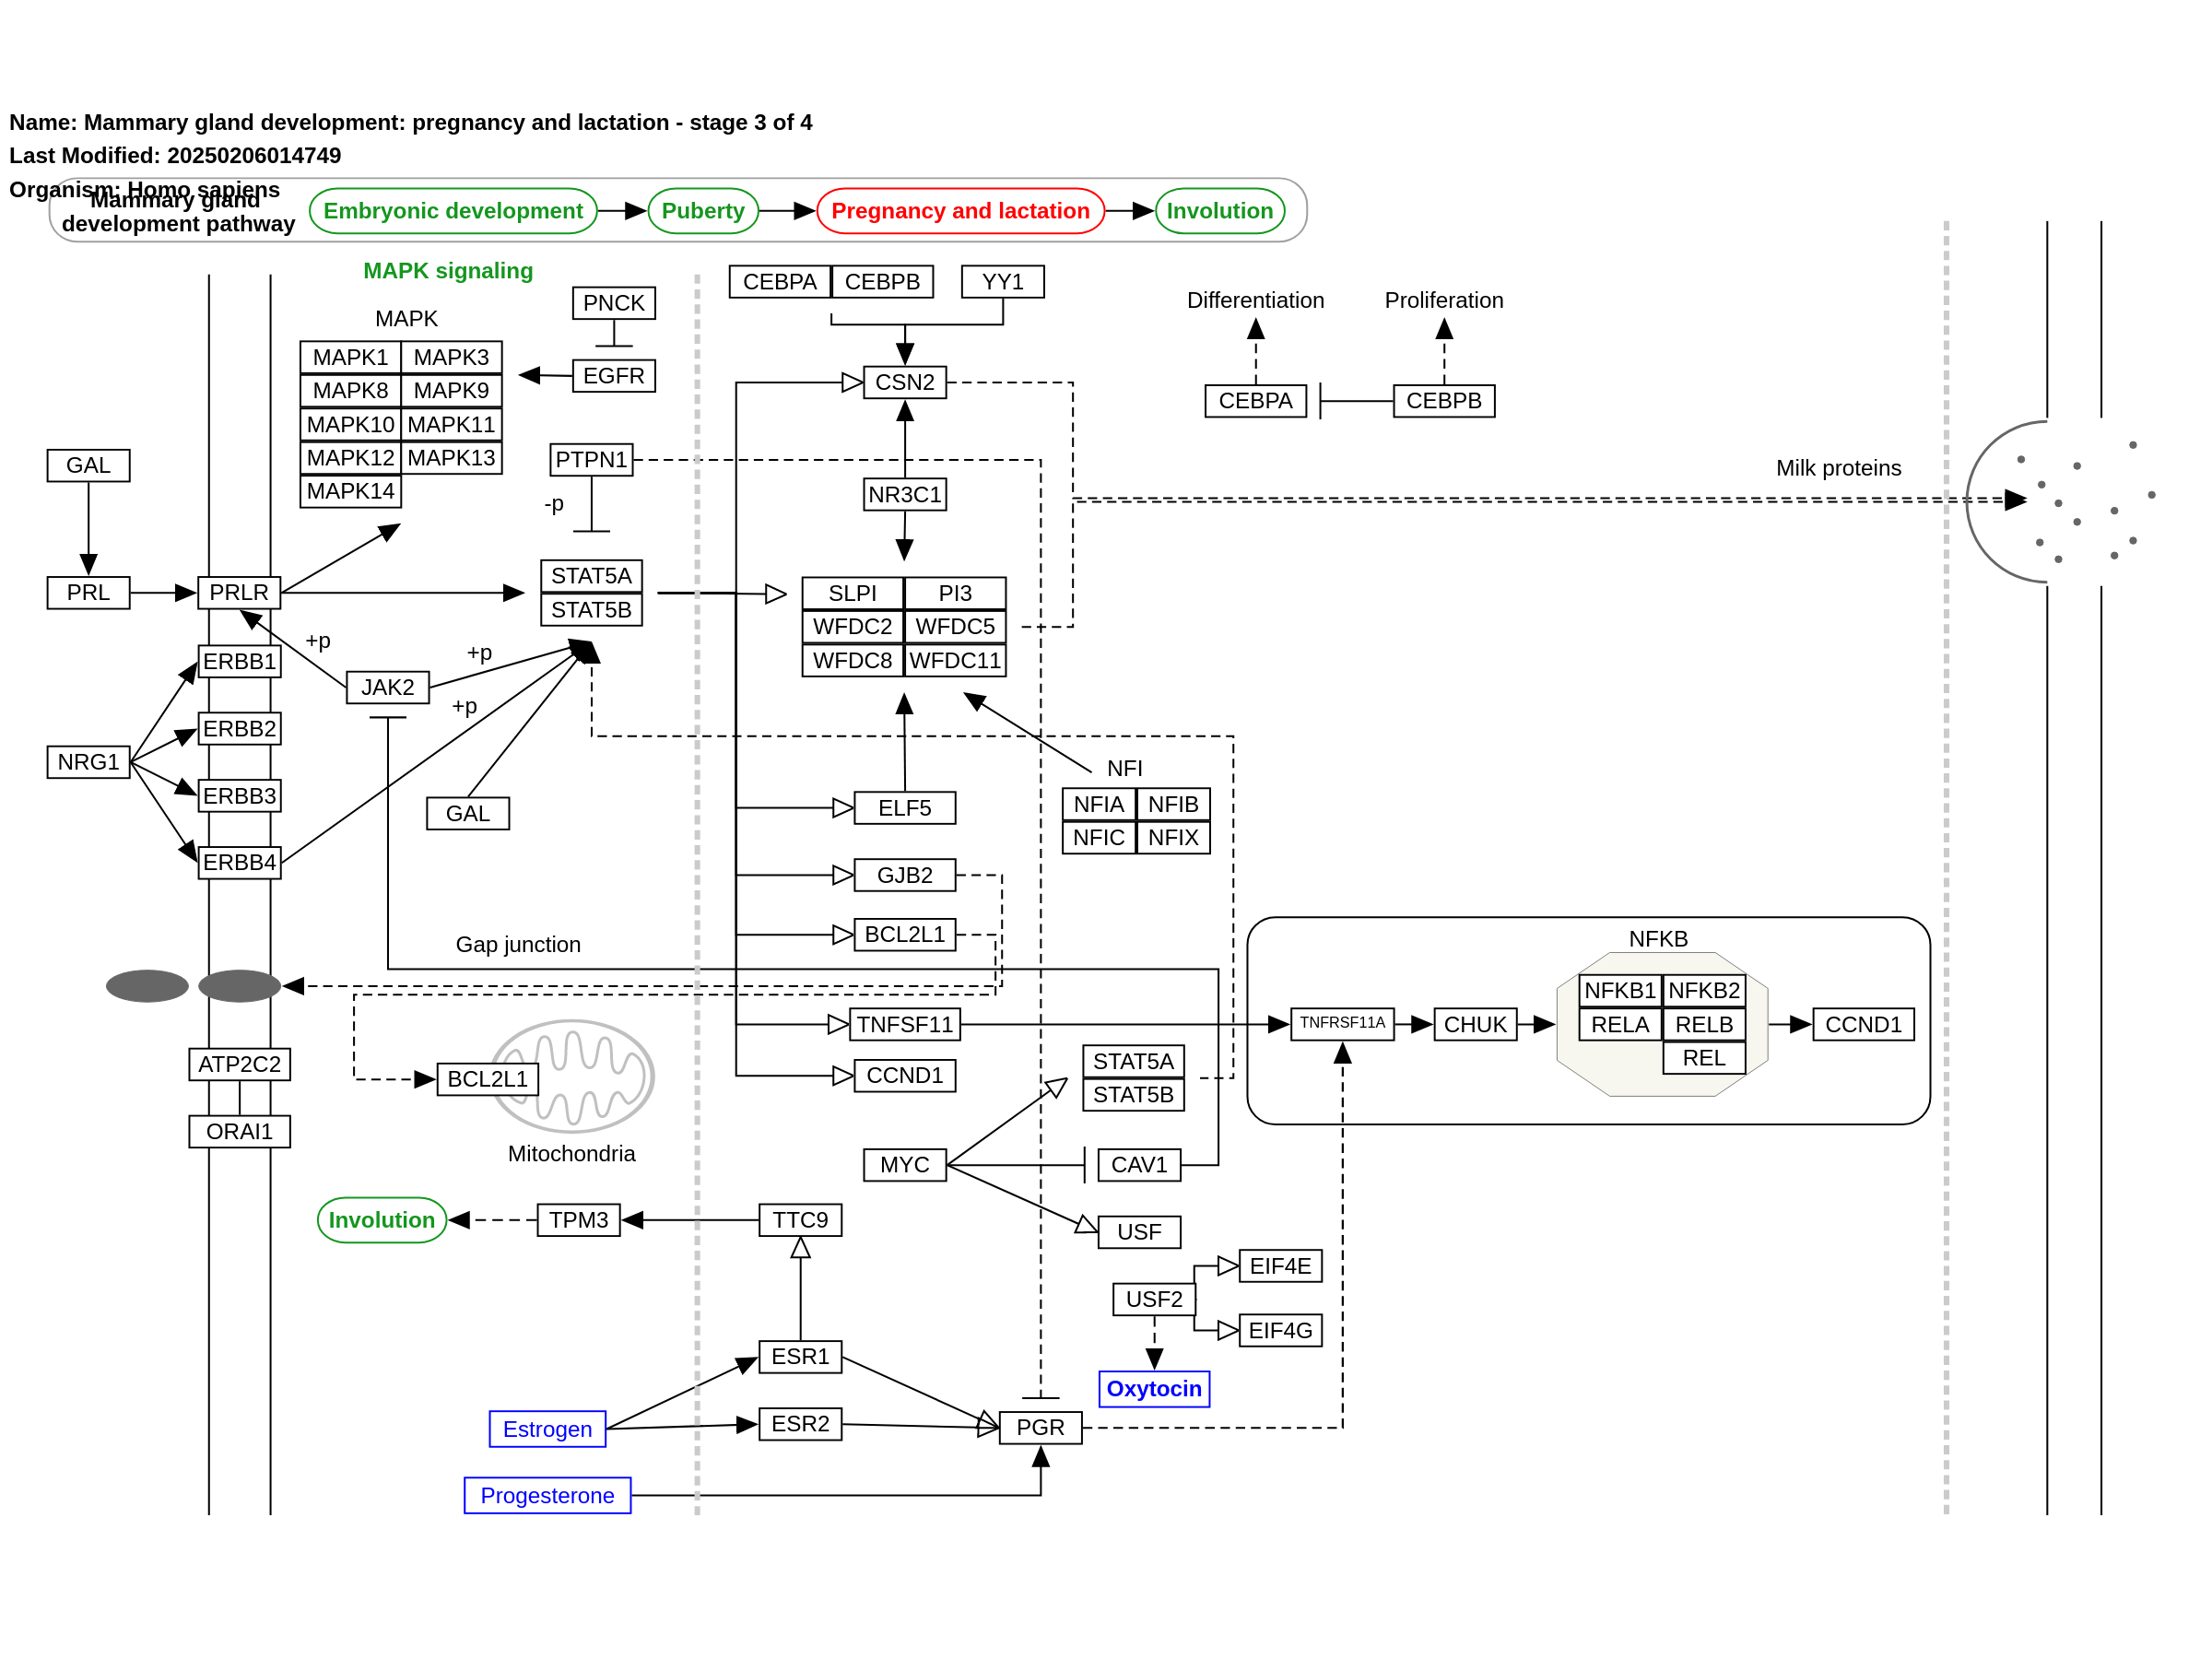 Name: Mammary gland development: pregnancy and lactation - stage 3 of 4
Last Modified: 20250206014749
Organism: Homo sapiens
Mammary gland
development pathway
Embryonic development
Puberty
Pregnancy and lactation
Involution
MAPK signaling
MAPK
MAPK1
MAPK3
MAPK8
MAPK9
MAPK10
MAPK11
MAPK12
MAPK13
MAPK14
PNCK
EGFR
PTPN1
-p
STAT5A
STAT5B
GAL
PRL
PRLR
+p
+p
+p
ERBB1
ERBB2
ERBB3
ERBB4
NRG1
JAK2
GAL
Gap junction
ATP2C2
ORAI1
BCL2L1
Mitochondria
Involution
TPM3
TTC9
ESR1
ESR2
Estrogen
Progesterone
CEBPA
CEBPB
YY1
CSN2
NR3C1
SLPI
PI3
WFDC2
WFDC5
WFDC8
WFDC11
NFI
NFIA
NFIB
NFIC
NFIX
ELF5
GJB2
BCL2L1
TNFSF11
CCND1
STAT5A
STAT5B
MYC
CAV1
USF
USF2
EIF4E
EIF4G
Oxytocin
PGR
Differentiation
Proliferation
CEBPA
CEBPB
Milk proteins
NFKB
TNFRSF11A
CHUK
NFKB1
NFKB2
RELA
RELB
REL
CCND1